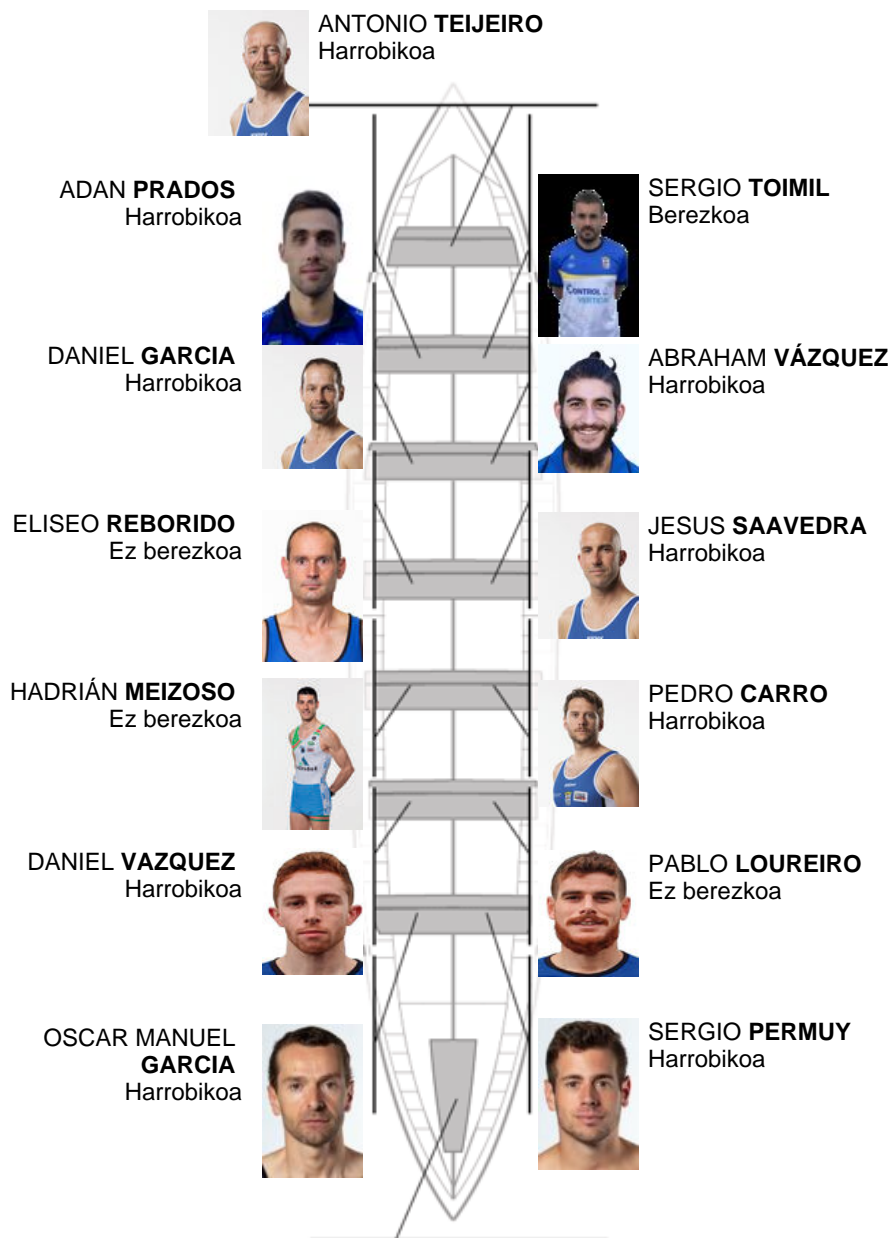 ANTONIO TEIJEIRO
Harrobikoa
ADAN PRADOS
Harrobikoa
SERGIO TOIMIL
Berezkoa
CONTROL
VERTICAL
DANIEL GARCIA
Harrobikoa
ABRAHAM VÁZQUEZ
Harrobikoa
ELISEO REBORIDO
Ez berezkoa
JESUS SAAVEDRA
Harrobikoa
HADRIÁN MEIZOSO
Ez berezkoa
PEDRO CARRO
Harrobikoa
DANIEL VAZQUEZ
Harrobikoa
PABLO LOUREIRO
Ez berezkoa
OSCAR MANUEL
GARCIA
Harrobikoa
SERGIO PERMUY
Harrobikoa